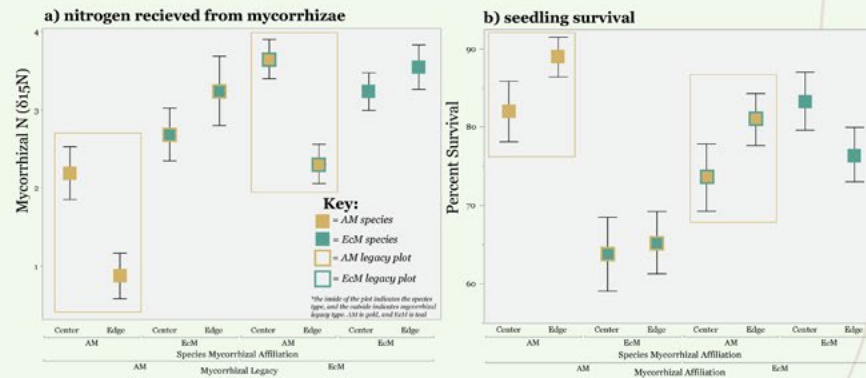 a) nitrogen recieved from mycorrhizae
Mycorrhizal N (δ15N)
4
3
2
1
Key:
= AM species
= EcM species
= AM legacy plot
= EcM legacy plot
*the inside of the plot indicates the species
type, and the outside indicates mycorrhizal
legacy type. AM is gold, and EcM is teal
Center Edge Center Edge Center Edge Center Edge
AM EcM AM EcM
Species Mycorrhizal Affiliation
AM EcM
Mycorrhizal Legacy
b) seedling survival
Percent Survival
90
80
70
60
Center Edge Center Edge Center Edge Center Edge
AM EcM AM EcM
Species Mycorrhizal Affiliation
AM EcM
Mycorrhizal Affiliation